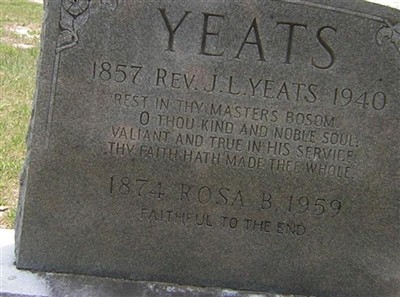 YEATS
1857 REV. J. L. YEATS 1940
REST IN THY MASTERS BOSOM,
O THOU KIND AND NOBLE SOUL;
VALIANT AND TRUE IN HIS SERVICE;
THY FAITH HATH MADE THEE WHOLE.
1874 ROSA B. 1959
FAITHFUL TO THE END